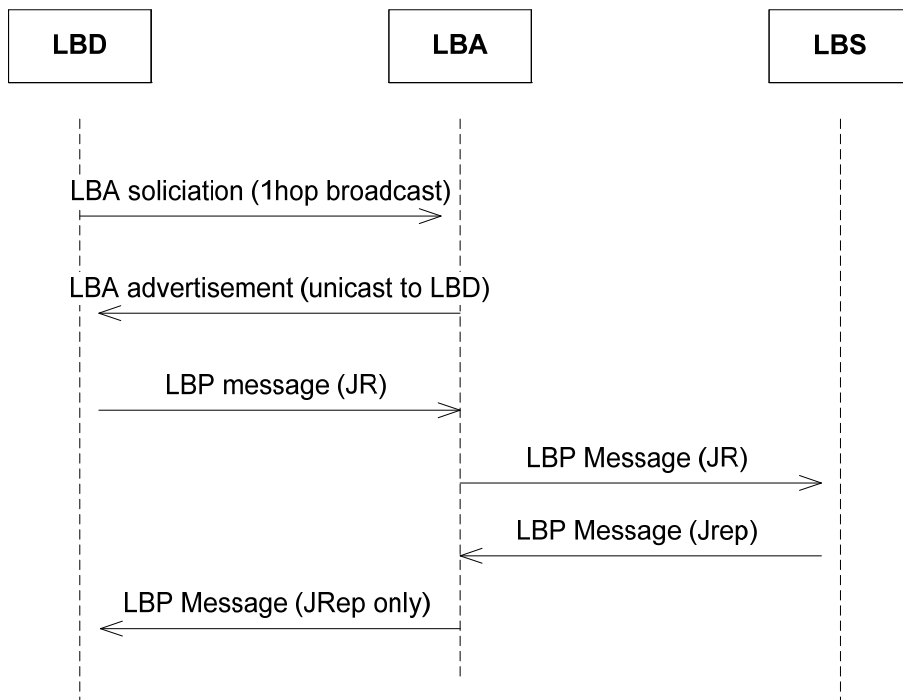 LBD
LBA
LBS
LBA soliciation (1hop broadcast)
LBA advertisement (unicast to LBD)
LBP message (JR)
LBP Message (JR)
LBP Message (Jrep)
LBP Message (JRep only)